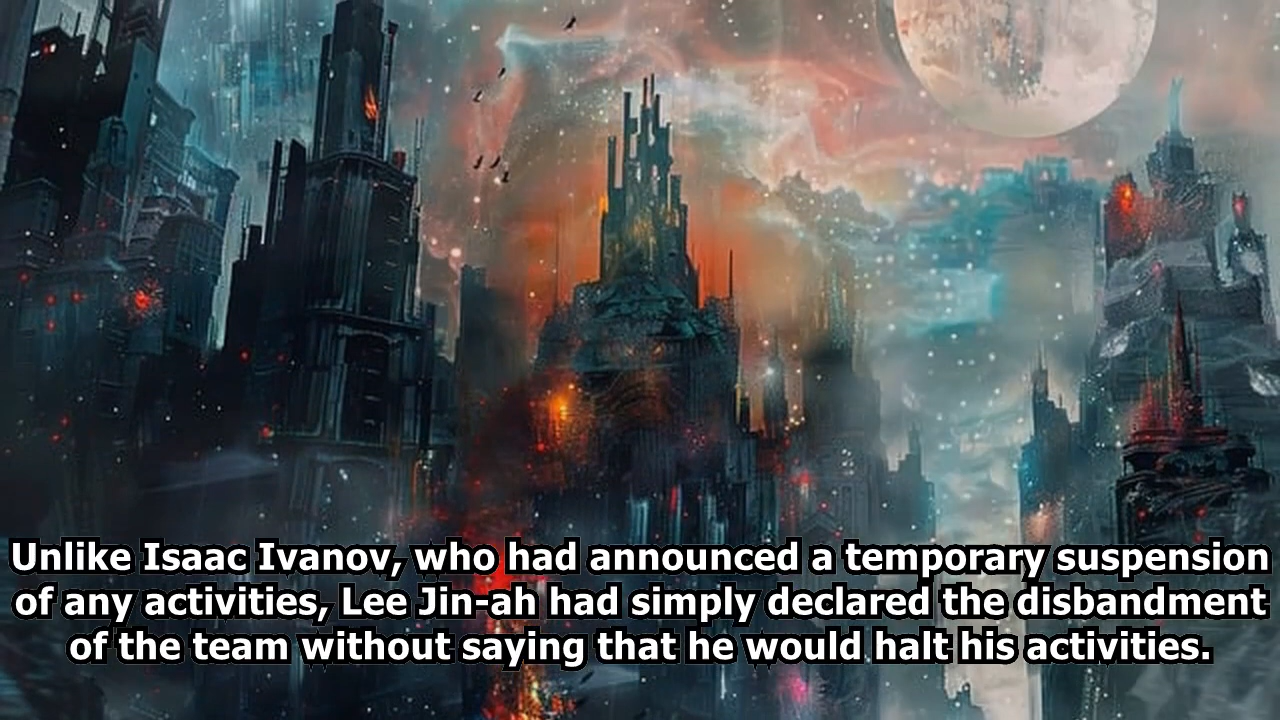 Unlike Isaac Ivanov, who had announced a temporary suspension
of any activities, Lee Jin-ah had simply declared the disbandment
of the team without saying that he would halt his activities.